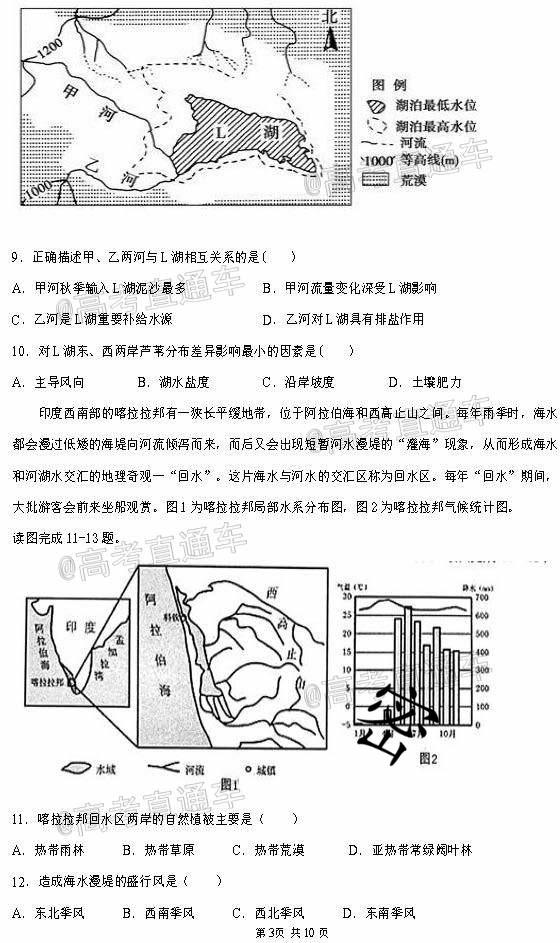 北
1200
甲
河
L 湖
乙 河
1000
图 例
湖泊最低水位
湖泊最高水位
河流
1000 等高线(m)
荒漠
@高考直通车
9．正确描述甲、乙两河与 L 湖相互关系的是(　　)
A．甲河秋季输入 L 湖泥沙最多　　B．甲河流量变化深受 L 湖影响
C．乙河是 L 湖重要补给水源　　D．乙河对 L 湖具有排盐作用
10．对 L 湖东、西两岸芦苇分布差异影响最小的因素是(　　)
A．主导风向　　B．湖水盐度　　C．沿岸坡度　　D．土壤肥力
印度西南部的喀拉拉邦有一狭长平缓地带，位于阿拉伯海和西高止山之间。每年雨季时，海水
都会漫过低矮的海堤向河流倾泻而来，而后又会出现短暂河水漫堤的“灌海”现象，从而形成海水
和河湖水交汇的地理奇观—“回水”。这片海水与河水的交汇区称为回水区。每年“回水”期间，
大批游客会前来坐船观赏。图 1 为喀拉拉邦局部水系分布图，图 2 为喀拉拉邦气候统计图。
读图完成 11-13 题。
@高考直通车
阿拉伯海
印 度
孟加拉湾
喀拉拉邦
阿拉伯海
西高止山
水域　河流　城镇
图1
气温(℃)　降水(mm)
30 25 20 15 10 5 0 -5
700 600 500 400 300 200 100 0
1月　4月　7月　10月
图2
@高考直通车
11．喀拉拉邦回水区两岸的自然植被主要是（　　）
A．热带雨林　　B．热带草原　　C．热带荒漠　　D．亚热带常绿阔叶林
12．造成海水漫堤的盛行风是（　　）
A．东北季风　　B．西南季风　　C．西北季风　　D．东南季风
第 3页 共 10 页